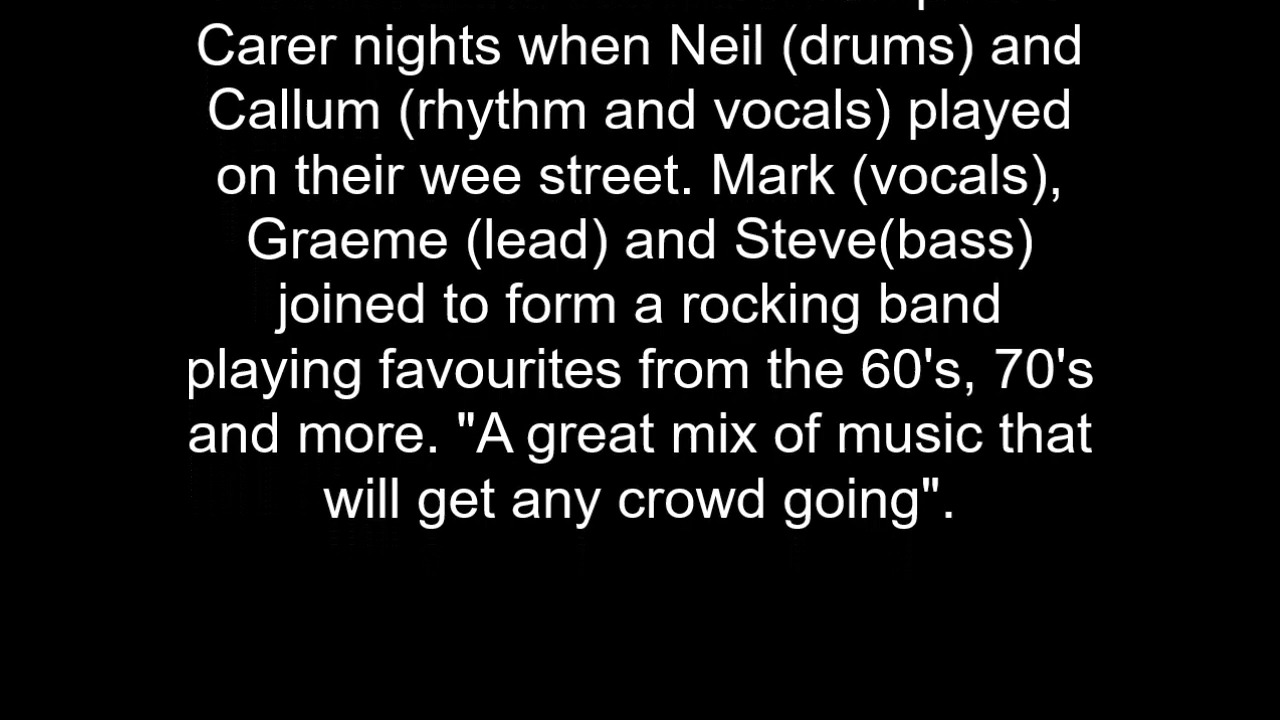 Carer nights when Neil (drums) and
Callum (rhythm and vocals) played
on their wee street. Mark (vocals),
Graeme (lead) and Steve(bass)
joined to form a rocking band
playing favourites from the 60's, 70's
and more. "A great mix of music that
will get any crowd going".